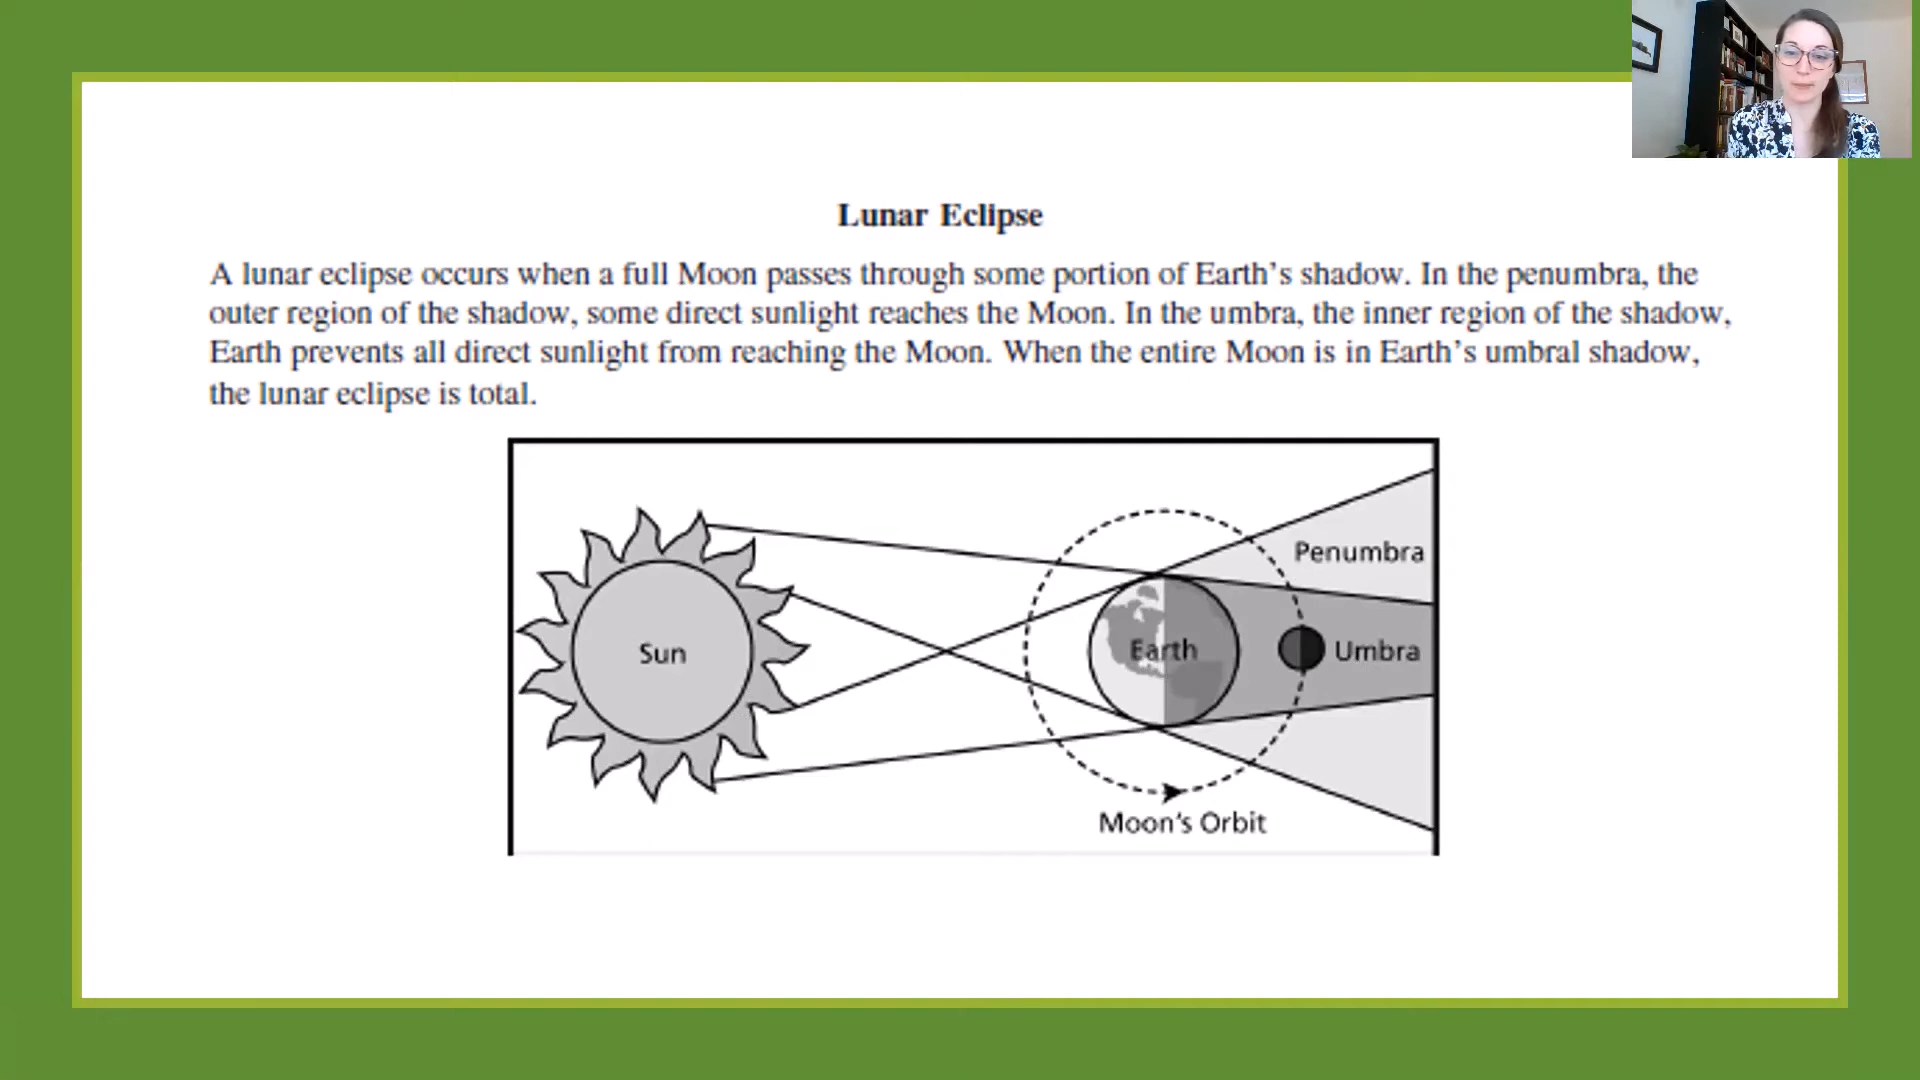 Lunar Eclipse
A lunar eclipse occurs when a full Moon passes through some portion of Earth's shadow. In the penumbra, the
outer region of the shadow, some direct sunlight reaches the Moon. In the umbra, the inner region of the shadow,
Earth prevents all direct sunlight from reaching the Moon. When the entire Moon is in Earth's umbral shadow,
the lunar eclipse is total.
Penumbra
Sun
Earth
Umbra
Moon's Orbit